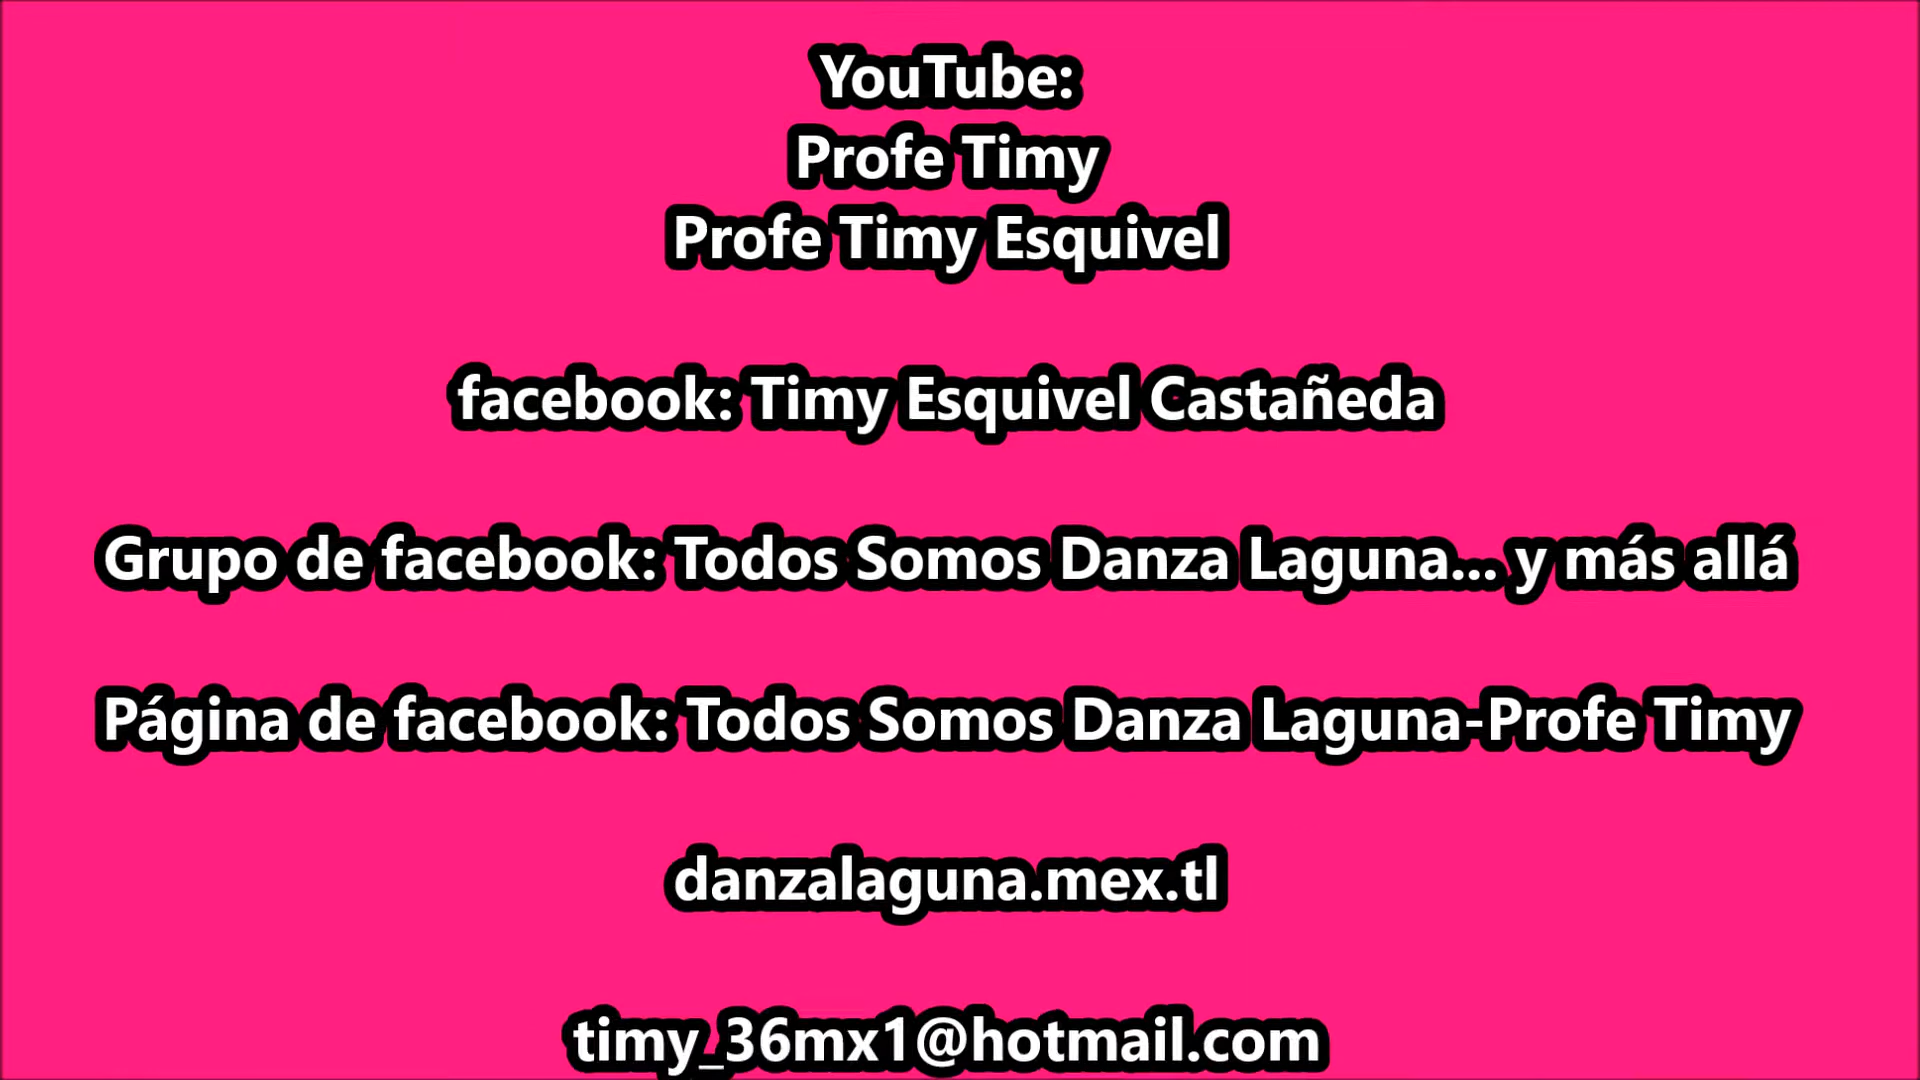 YouTube:
Profe Timy
Profe Timy Esquivel
facebook: Timy Esquivel Castañeda
Grupo de facebook: Todos Somos Danza Laguna... y más allá
Página de facebook: Todos Somos Danza Laguna-Profe Timy
danzalaguna.mex.tl
timy_36mx1@hotmail.com